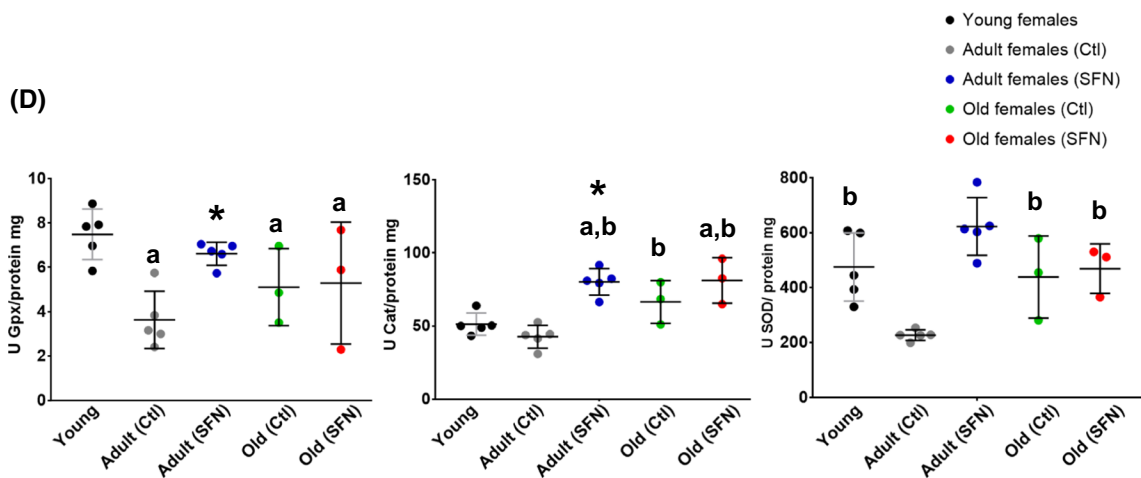 Young females
Adult females (Ctl)
Adult females (SFN)
Old females (Ctl)
Old females (SFN)
(D)
U Gpx/protein mg
10
8
6
4
2
0
a
*
a
a
Young
Adult (Ctl)
Adult (SFN)
Old (Ctl)
Old (SFN)
U Cat/protein mg
150
100
50
0
*
a,b
b
a,b
Young
Adult (Ctl)
Adult (SFN)
Old (Ctl)
Old (SFN)
U SOD/ protein mg
800
600
400
200
0
b
b
b
Young
Adult (Ctl)
Adult (SFN)
Old (Ctl)
Old (SFN)